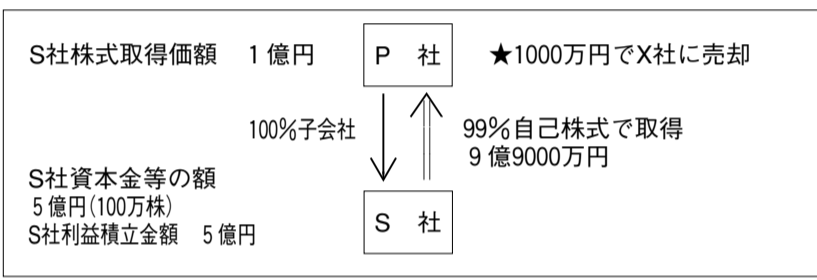 S社株式取得価額　1億円
P　社
★1000万円でX社に売却
100%子会社
99%自己株式で取得
9億9000万円
S社資本金等の額
5億円(100万株)
S社利益積立金額　5億円
S　社